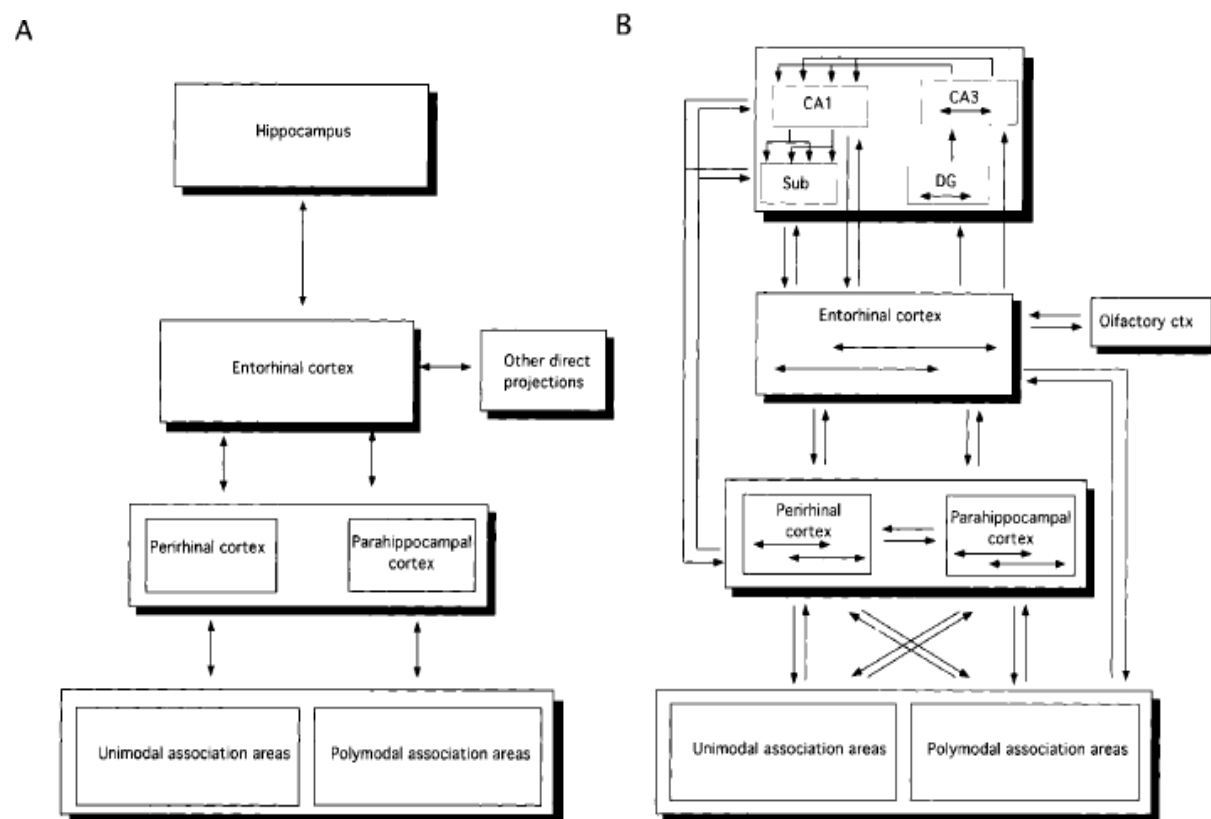 A
Hippocampus
Entorhinal cortex
Other direct
projections
Perirhinal cortex
Parahippocampal
cortex
Unimodal association areas
Polymodal association areas
B
CA1
CA3
Sub
DG
Entorhinal cortex
Olfactory ctx
Perirhinal
cortex
Parahippocampal
cortex
Unimodal association areas
Polymodal association areas